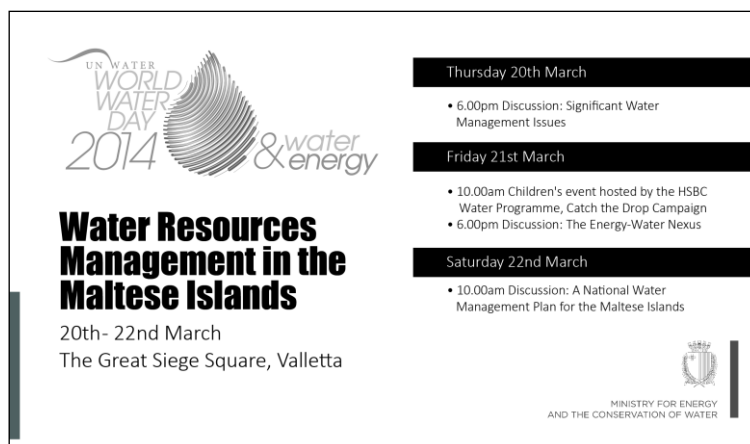 UN WATER
WORLD
WATER
DAY
2014
& water
energy
Water Resources
Management in the
Maltese Islands
20th- 22nd March
The Great Siege Square, Valletta
Thursday 20th March
• 6.00pm Discussion: Significant Water
Management Issues
Friday 21st March
• 10.00am Children's event hosted by the HSBC
Water Programme, Catch the Drop Campaign
• 6.00pm Discussion: The Energy-Water Nexus
Saturday 22nd March
• 10.00am Discussion: A National Water
Management Plan for the Maltese Islands
MINISTRY FOR ENERGY
AND THE CONSERVATION OF WATER